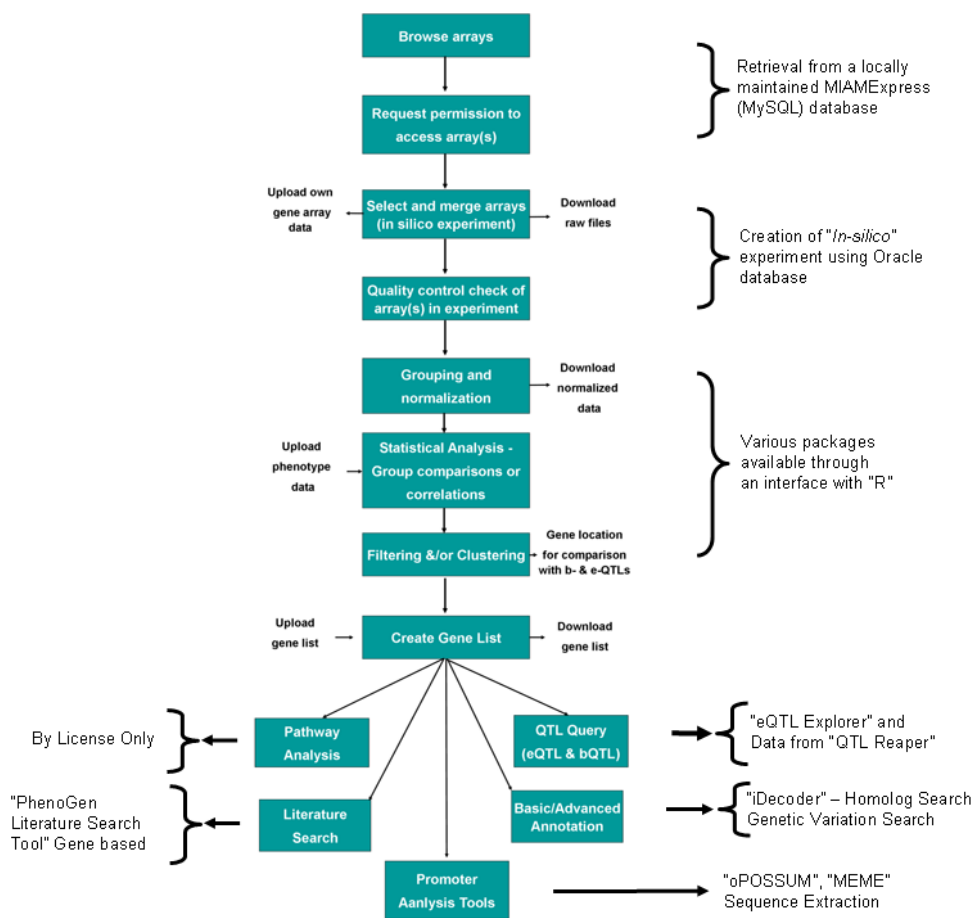 Browse arrays
Retrieval from a locally
maintained MIAMExpress
(MySQL) database
Request permission to
access array(s)
Upload own
gene array
data
Select and merge arrays
(in silico experiment)
Download
raw files
Creation of "In-silico"
experiment using Oracle
database
Quality control check of
array(s) in experiment
Grouping and
normalization
Download
normalized
data
Upload
phenotype
data
Statistical Analysis -
Group comparisons or
correlations
Various packages
available through
an interface with "R"
Filtering &/or Clustering
Gene location
for comparison
with b- & e-QTLs
Upload
gene list
Create Gene List
Download
gene list
By License Only
Pathway
Analysis
QTL Query
(eQTL & bQTL)
"eQTL Explorer" and
Data from "QTL Reaper"
"PhenoGen
Literature Search
Tool" Gene based
Literature
Search
Basic/Advanced
Annotation
"iDecoder" – Homolog Search
Genetic Variation Search
Promoter
Aanlysis Tools
"oPOSSUM", "MEME"
Sequence Extraction